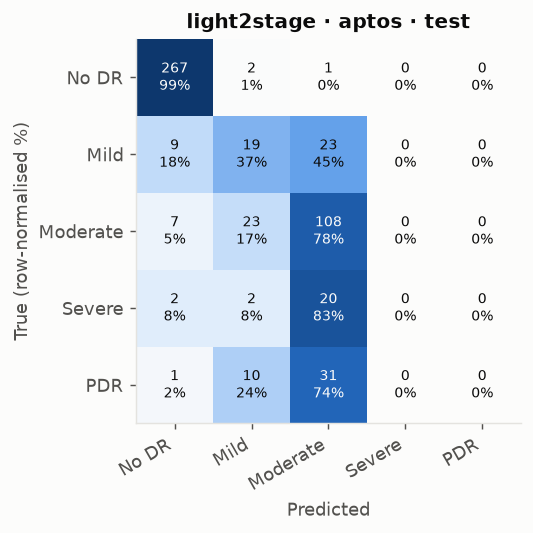 light2stage · aptos · test
True (row-normalised %)
No DR
267 2 1 0 0
99% 1% 0% 0% 0%
Mild
9 19 23 0 0
18% 37% 45% 0% 0%
Moderate
7 23 108 0 0
5% 17% 78% 0% 0%
Severe
2 2 20 0 0
8% 8% 83% 0% 0%
PDR
1 10 31 0 0
2% 24% 74% 0% 0%
No DR Mild Moderate Severe PDR
Predicted